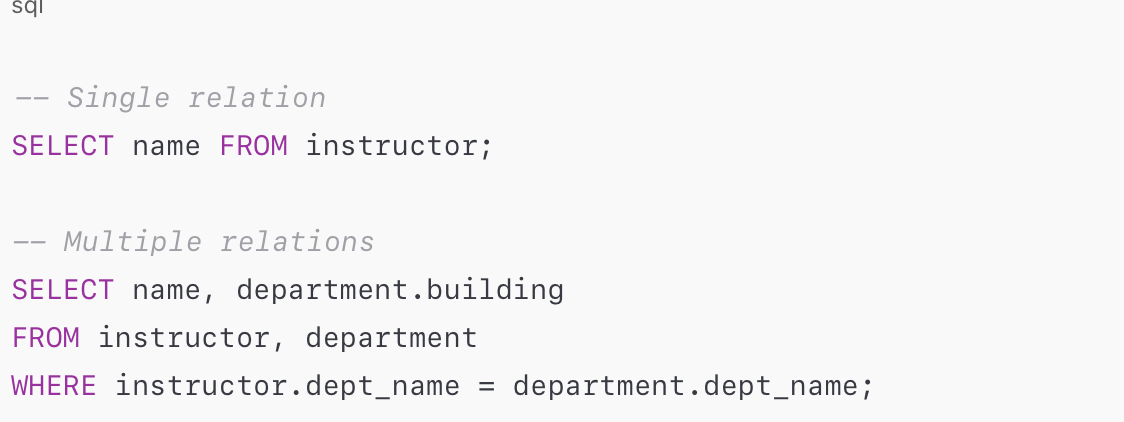 sql
-- Single relation
SELECT name FROM instructor;
-- Multiple relations
SELECT name, department.building
FROM instructor, department
WHERE instructor.dept_name = department.dept_name;